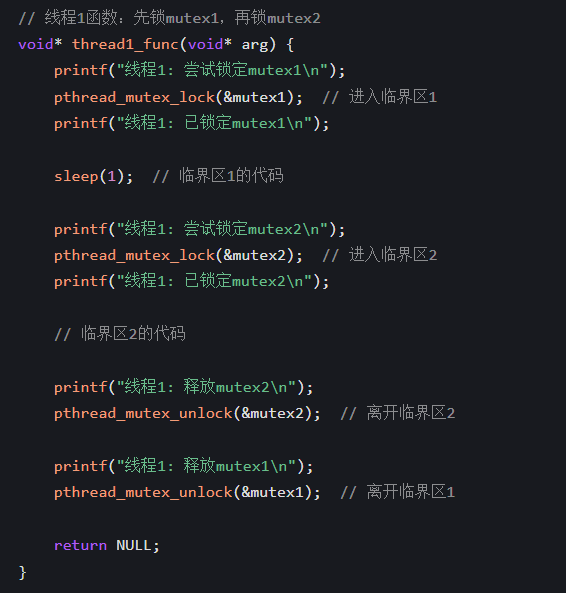 // 线程1函数：先锁mutex1，再锁mutex2
void* thread1_func(void* arg) {
    printf("线程1: 尝试锁定mutex1\n");
    pthread_mutex_lock(&mutex1);  // 进入临界区1
    printf("线程1: 已锁定mutex1\n");

    sleep(1);  // 临界区1的代码

    printf("线程1: 尝试锁定mutex2\n");
    pthread_mutex_lock(&mutex2);  // 进入临界区2
    printf("线程1: 已锁定mutex2\n");

    // 临界区2的代码

    printf("线程1: 释放mutex2\n");
    pthread_mutex_unlock(&mutex2);  // 离开临界区2

    printf("线程1: 释放mutex1\n");
    pthread_mutex_unlock(&mutex1);  // 离开临界区1

    return NULL;
}